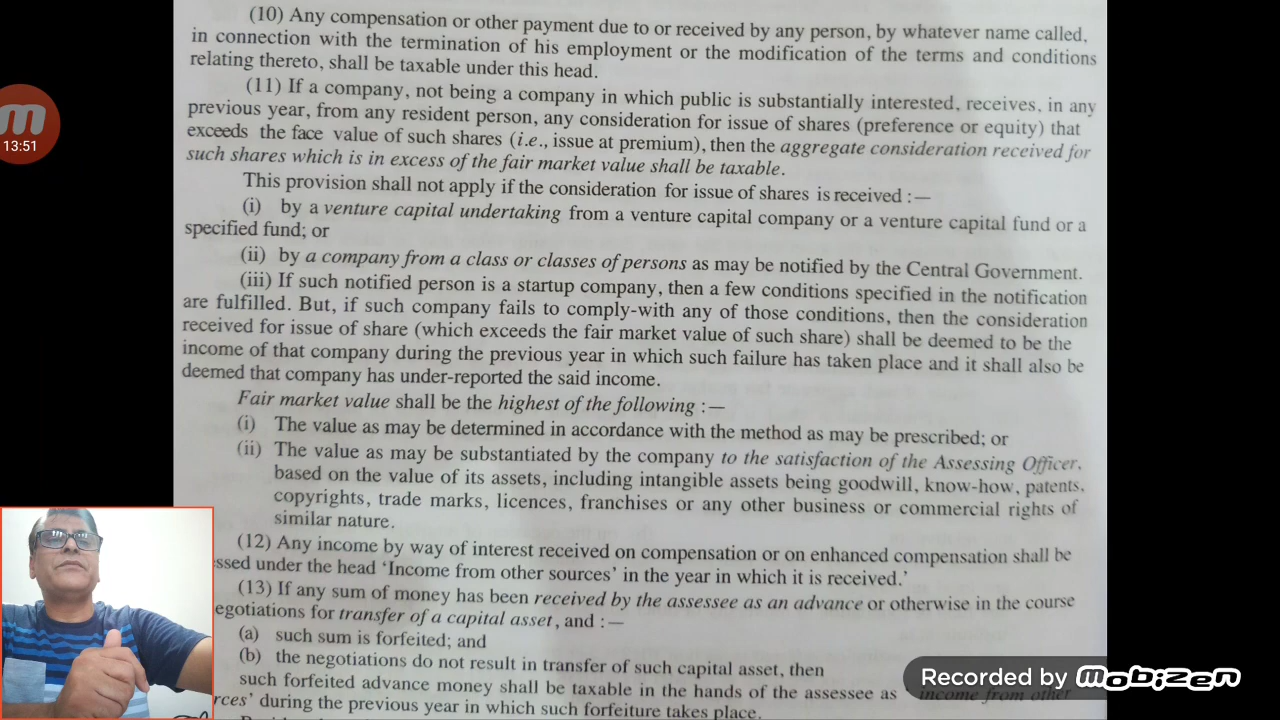 (10) Any compensation or other payment due to or received by any person, by whatever name called,
in connection with the termination of his employment or the modification of the terms and conditions
relating thereto, shall be taxable under this head.
(11) If a company, not being a company in which public is substantially interested, receives, in any
previous year, from any resident person, any consideration for issue of shares (preference or equity) that
exceeds the face value of such shares (i.e., issue at premium), then the aggregate consideration received for
such shares which is in excess of the fair market value shall be taxable.
This provision shall not apply if the consideration for issue of shares is received :—
(i) by a venture capital undertaking from a venture capital company or a venture capital fund or a
specified fund; or
(ii) by a company from a class or classes of persons as may be notified by the Central Government.
(iii) If such notified person is a startup company, then a few conditions specified in the notification
are fulfilled. But, if such company fails to comply-with any of those conditions, then the consideration
received for issue of share (which exceeds the fair market value of such share) shall be deemed to be the
income of that company during the previous year in which such failure has taken place and it shall also be
deemed that company has under-reported the said income.
Fair market value shall be the highest of the following :—
(i) The value as may be determined in accordance with the method as may be prescribed; or
(ii) The value as may be substantiated by the company to the satisfaction of the Assessing Officer,
based on the value of its assets, including intangible assets being goodwill, know-how, patents,
copyrights, trade marks, licences, franchises or any other business or commercial rights of
similar nature.
(12) Any income by way of interest received on compensation or on enhanced compensation shall be
ssed under the head ‘Income from other sources’ in the year in which it is received.’
(13) If any sum of money has been received by the assessee as an advance or otherwise in the course
egotiations for transfer of a capital asset, and :—
(a) such sum is forfeited; and
(b) the negotiations do not result in transfer of such capital asset, then
such forfeited advance money shall be taxable in the hands of the assessee as ‘income from other
rces’ during the previous year in which such forfeiture takes place.
m
13:51
Recorded by mobizen